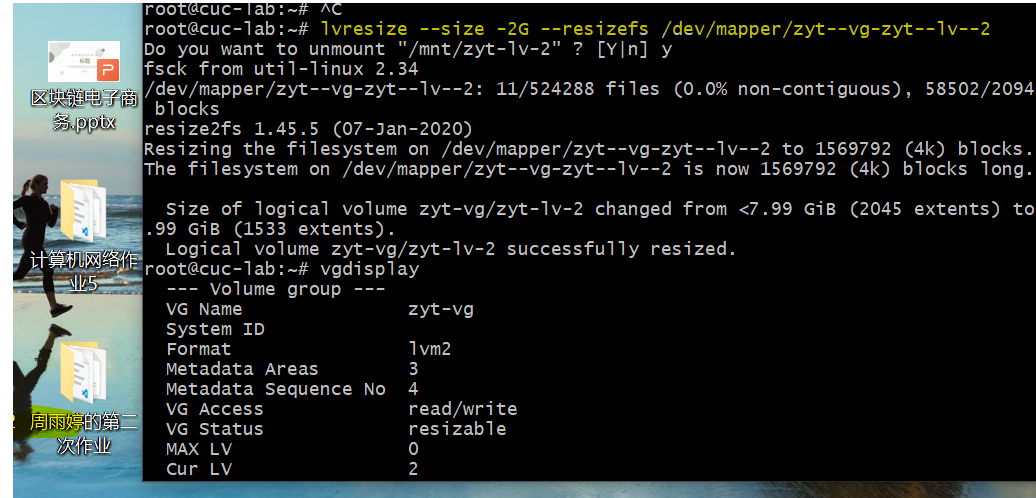 root@cuc-lab:~# ^C
root@cuc-lab:~# lvresize --size -2G --resizefs /dev/mapper/zyt--vg-zyt--lv--2
Do you want to unmount "/mnt/zyt-lv-2" ? [Y|n] y
fsck from util-linux 2.34
/dev/mapper/zyt--vg-zyt--lv--2: 11/524288 files (0.0% non-contiguous), 58502/2094
blocks
resize2fs 1.45.5 (07-Jan-2020)
Resizing the filesystem on /dev/mapper/zyt--vg-zyt--lv--2 to 1569792 (4k) blocks.
The filesystem on /dev/mapper/zyt--vg-zyt--lv--2 is now 1569792 (4k) blocks long.
Size of logical volume zyt-vg/zyt-lv-2 changed from <7.99 GiB (2045 extents) to
.99 GiB (1533 extents).
Logical volume zyt-vg/zyt-lv-2 successfully resized.
root@cuc-lab:~# vgdisplay
--- Volume group ---
VG Name zyt-vg
System ID
Format lvm2
Metadata Areas 3
Metadata Sequence No 4
VG Access read/write
VG Status resizable
MAX LV 0
Cur LV 2
标题
P
区块链电子商
务.pptx
计算机网络作
业5
周雨婷的第二
次作业